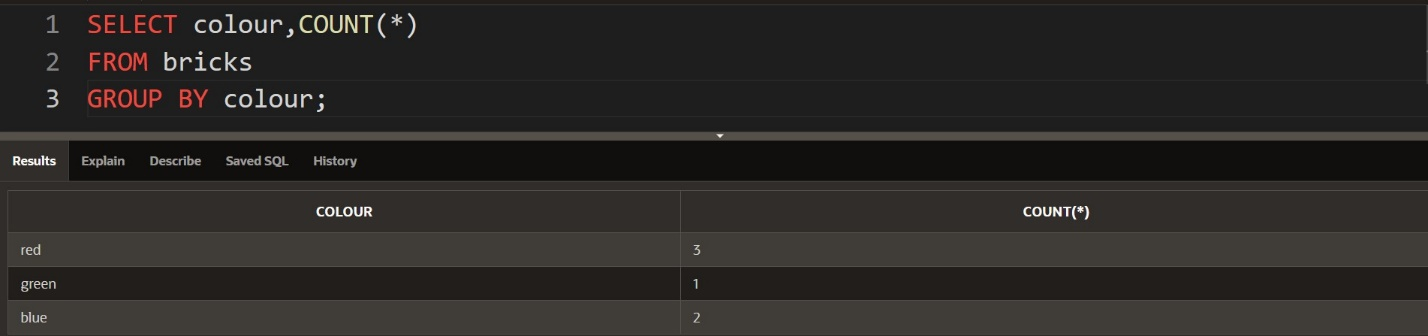 1 SELECT colour,COUNT(*)
2 FROM bricks
3 GROUP BY colour;
Results Explain Describe Saved SQL History
COLOUR COUNT(*)
red 3
green 1
blue 2